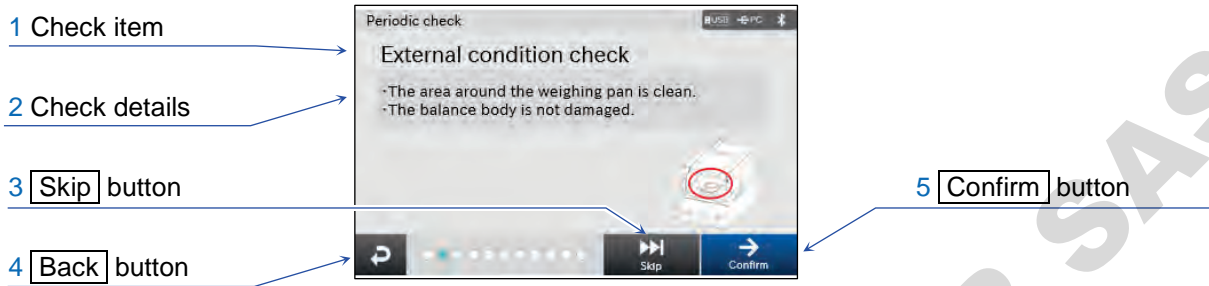 1 Check item
2 Check details
3 Skip button
4 Back button
Periodic check
USB PC
External condition check
·The area around the weighing pan is clean.
·The balance body is not damaged.
Skip
Confirm
5 Confirm button
SAS